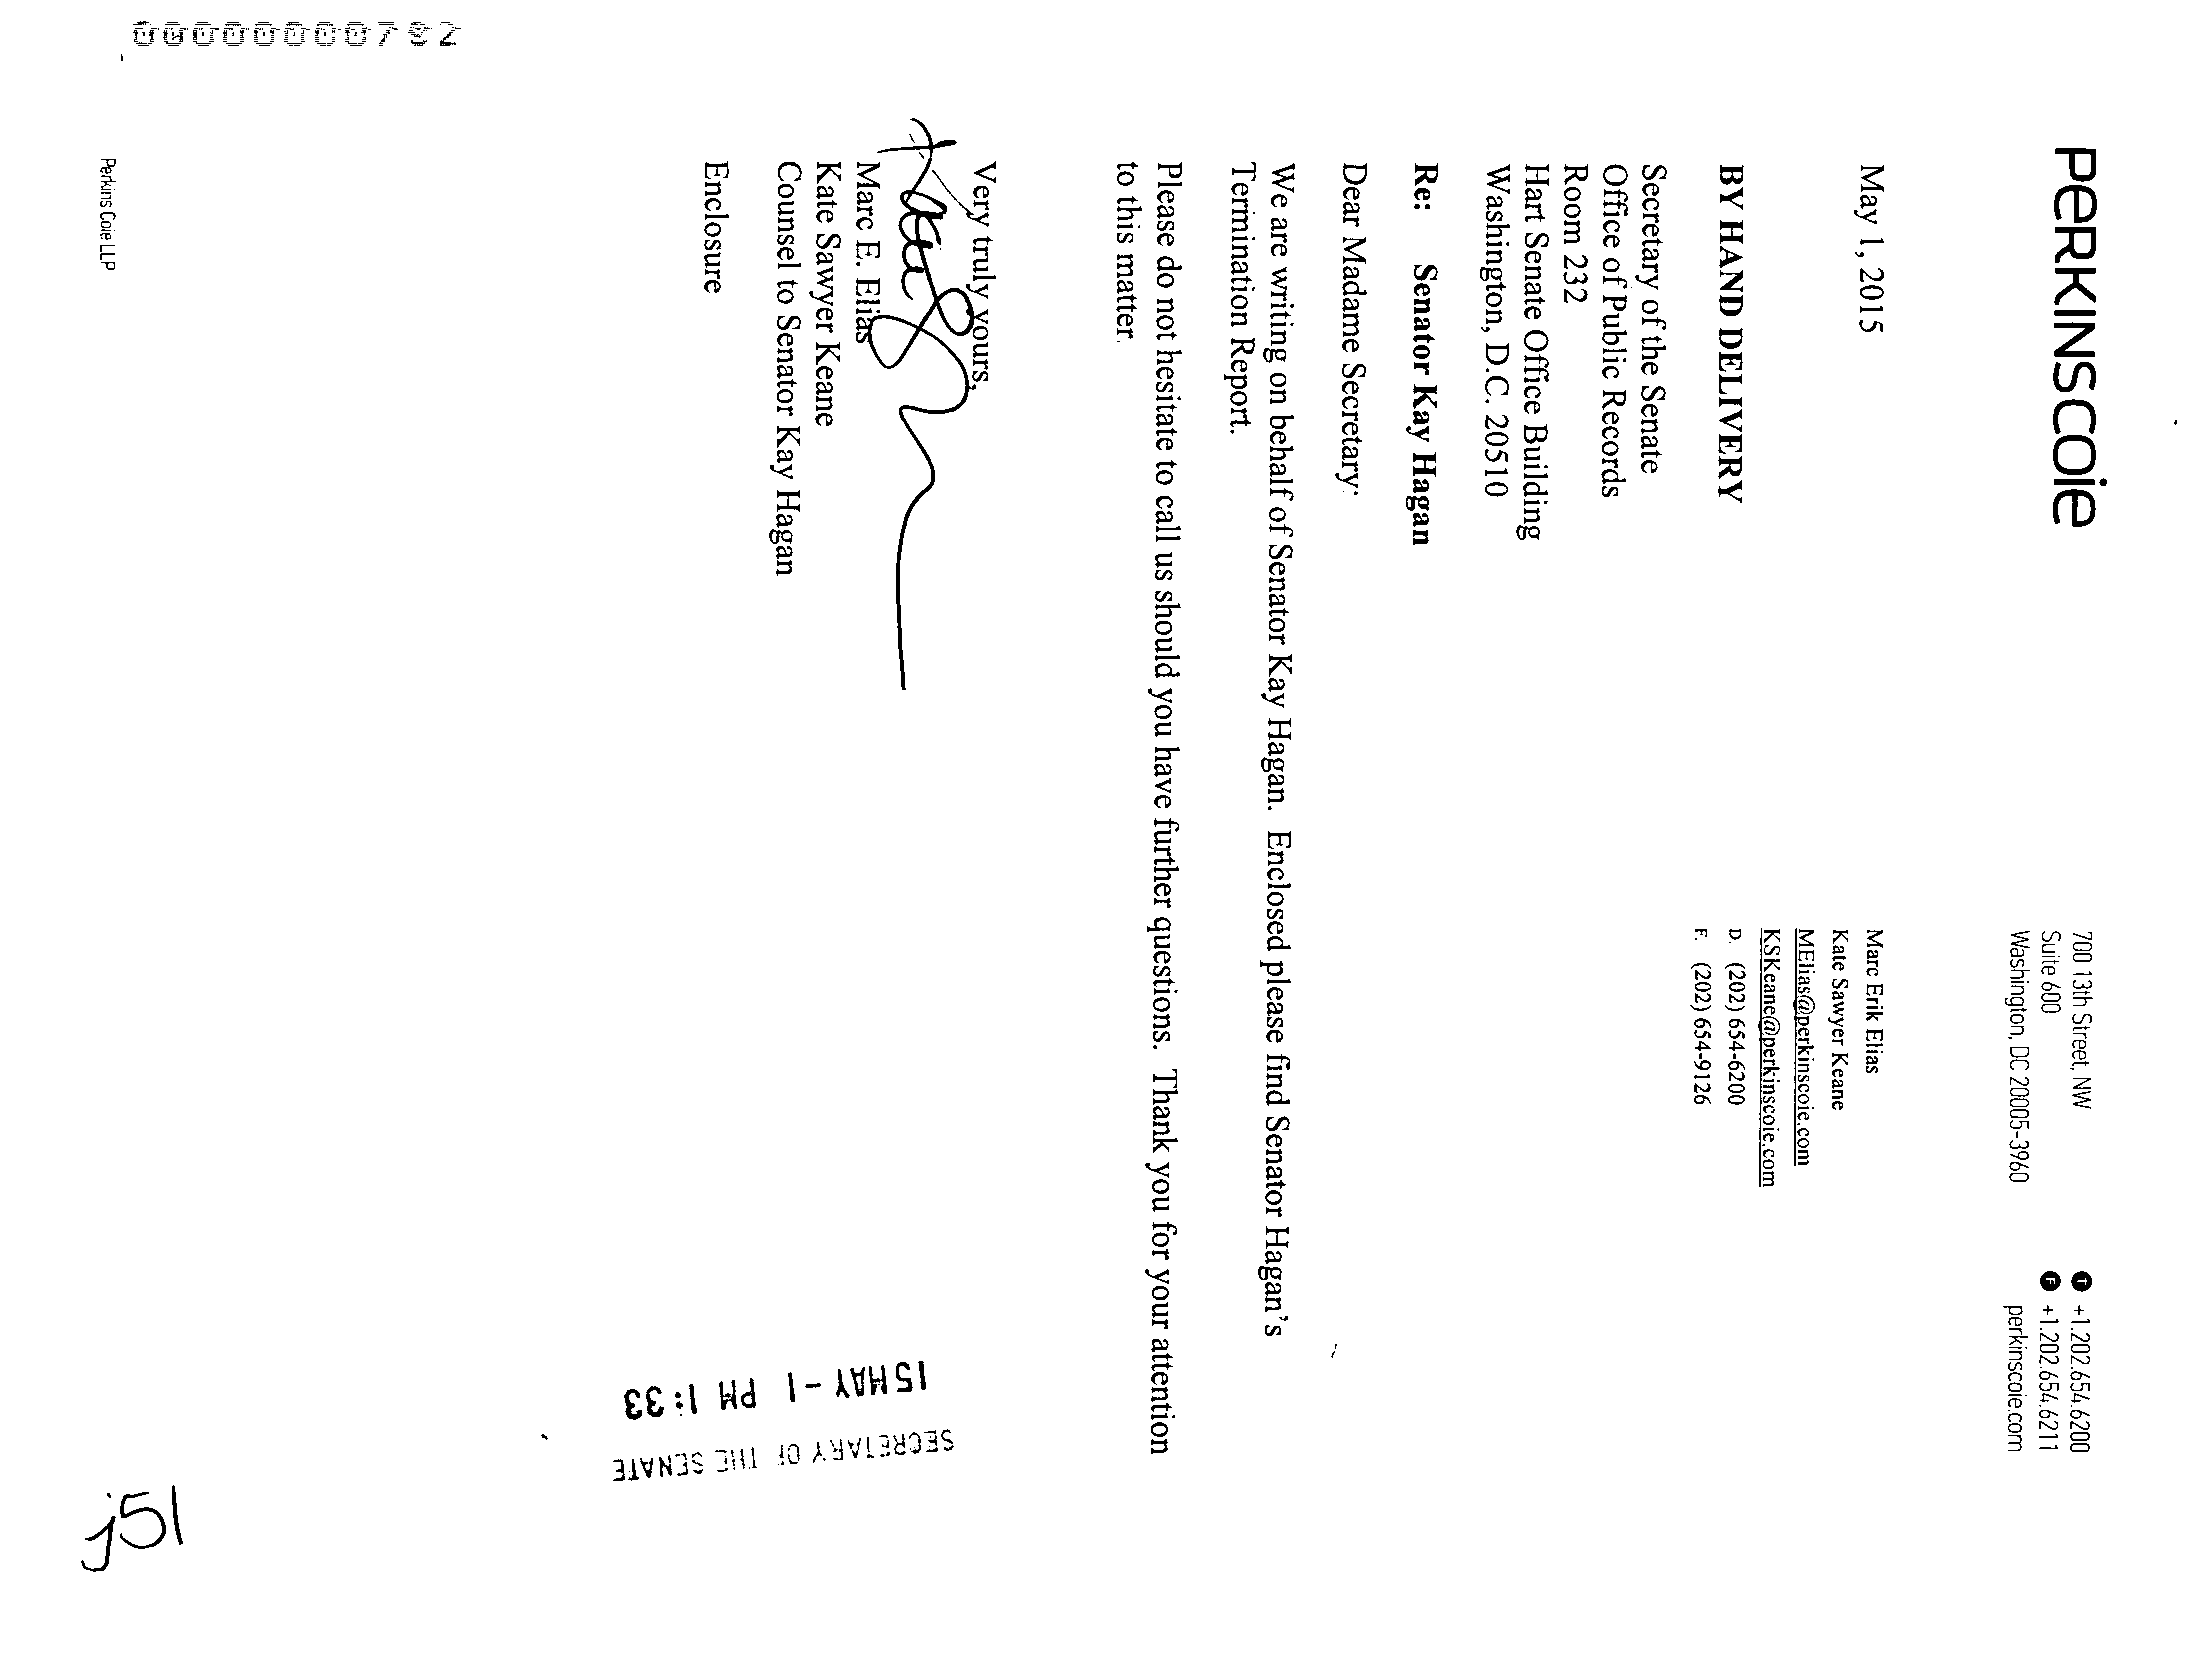 PERKINSCOIE
700 13th Street, NW
Suite 600
Washington, DC 20005-3960
T +1.202.654.6200
F +1.202.654.6211
perkinscoie.com
May 1, 2015
Marc Erik Elias
Kate Sawyer Keane
MElias@perkinscoie.com
KSKeane@perkinscoie.com
D. (202) 654-6200
F. (202) 654-9126
BY HAND DELIVERY
Secretary of the Senate
Office of Public Records
Room 232
Hart Senate Office Building
Washington, D.C. 20510
Re: Senator Kay Hagan
Dear Madame Secretary:
We are writing on behalf of Senator Kay Hagan. Enclosed please find Senator Hagan's
Termination Report.
Please do not hesitate to call us should you have further questions. Thank you for your attention
to this matter.
Very truly yours,
Marc E. Elias
Kate Sawyer Keane
Counsel to Senator Kay Hagan
Enclosure
SECRETARY OF THE SENATE
15 MAY -1 PM 1:33
Perkins Coie LLP
j51
00000000792